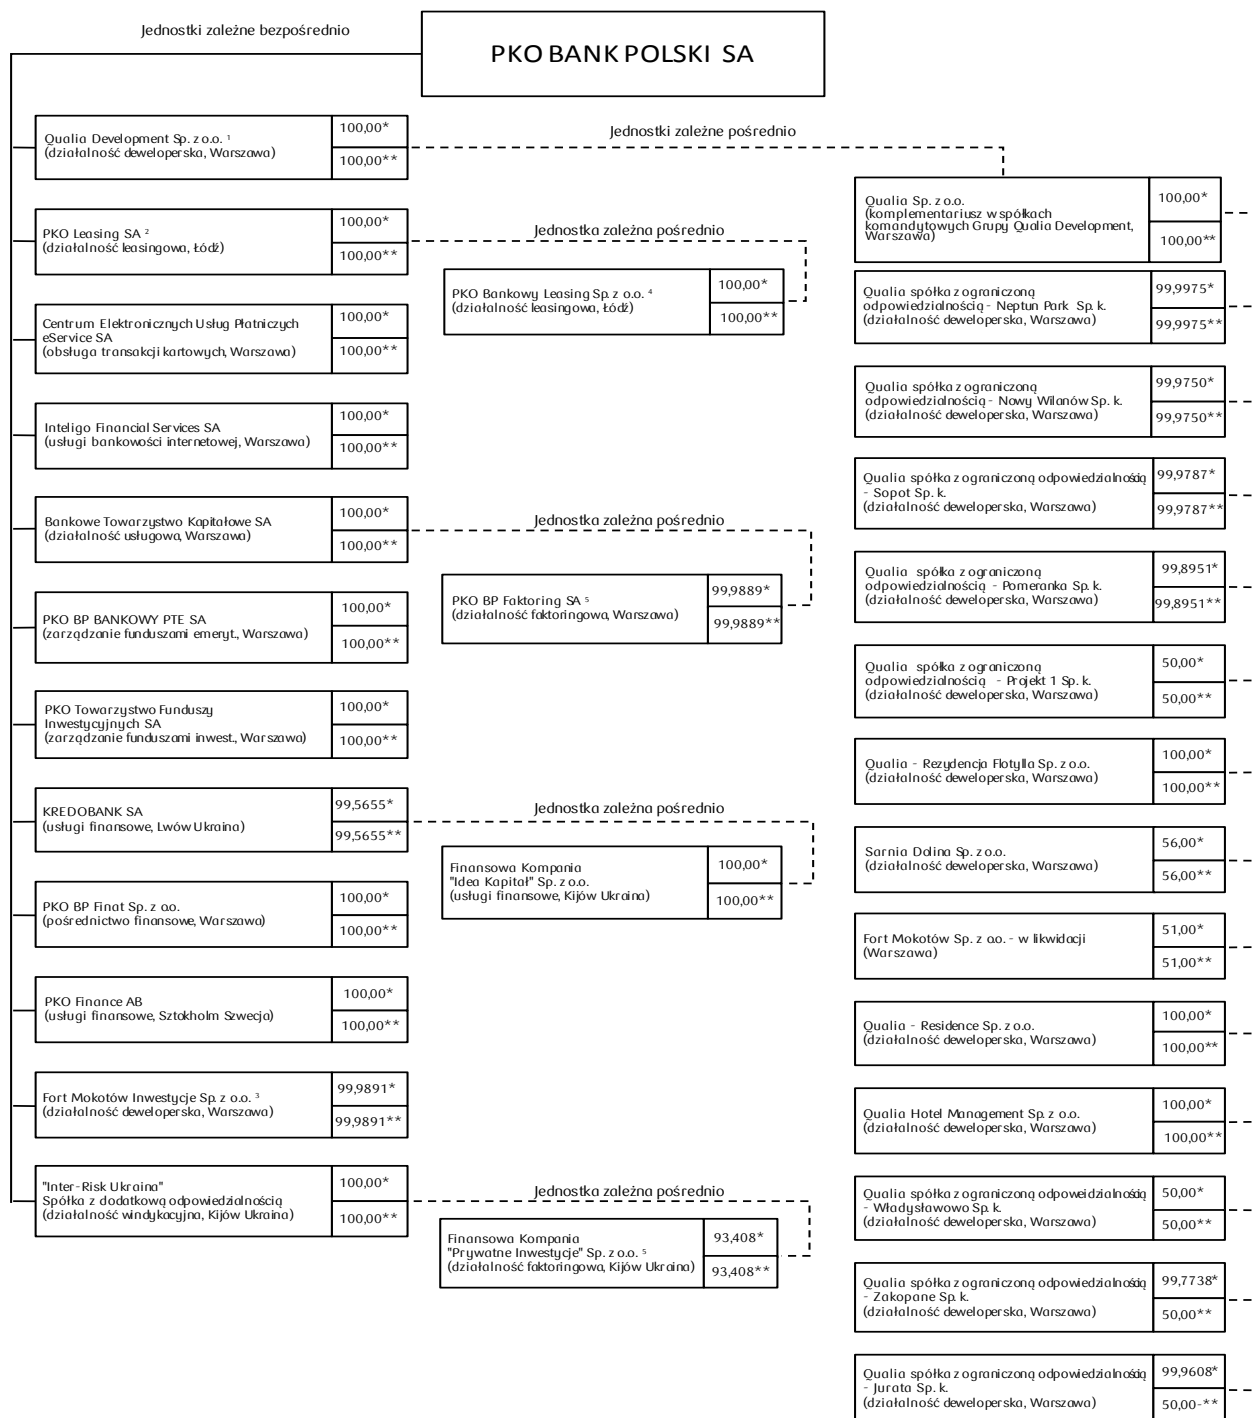 Jednostki zależne bezpośrednio
PKO BANK POLSKI SA
Qualia Development Sp. z o.o. ¹
(działalność deweloperska, Warszawa)
100,00*
100,00**
PKO Leasing SA ²
(działalność leasingowa, Łódź)
100,00*
100,00**
Centrum Elektronicznych Usług Płatniczych
eService SA
(obsługa transakcji kartowych, Warszawa)
100,00*
100,00**
Inteligo Financial Services SA
(usługi bankowości internetowej, Warszawa)
100,00*
100,00**
Bankowe Towarzystwo Kapitałowe SA
(działalność usługowa, Warszawa)
100,00*
100,00**
PKO BP BANKOWY PTE SA
(zarządzanie funduszami emeryt., Warszawa)
100,00*
100,00**
PKO Towarzystwo Funduszy
Inwestycyjnych SA
(zarządzanie funduszami inwest., Warszawa)
100,00*
100,00**
KREDOBANK SA
(usługi finansowe, Lwów Ukraina)
99,5655*
99,5655**
PKO BP Finat Sp. z o.o.
(pośrednictwo finansowe, Warszawa)
100,00*
100,00**
PKO Finance AB
(usługi finansowe, Sztokholm Szwecja)
100,00*
100,00**
Fort Mokotów Inwestycje Sp. z o.o. ³
(działalność deweloperska, Warszawa)
99,9891*
99,9891**
"Inter-Risk Ukraina"
Spółka z dodatkową odpowiedzialnością
(działalność windykacyjna, Kijów Ukraina)
100,00*
100,00**
Jednostka zależna pośrednio
PKO Bankowy Leasing Sp. z o.o. ⁴
(działalność leasingowa, Łódź)
100,00*
100,00**
Jednostka zależna pośrednio
PKO BP Faktoring SA ⁵
(działalność faktoringowa, Warszawa)
99,9889*
99,9889**
Jednostka zależna pośrednio
Finansowa Kompania
"Idea Kapitał" Sp. z o.o.
(usługi finansowe, Kijów Ukraina)
100,00*
100,00**
Jednostka zależna pośrednio
Finansowa Kompania
"Prywatne Inwestycje" Sp. z o.o. ⁵
(działalność faktoringowa, Kijów Ukraina)
93,408*
93,408**
Jednostki zależne pośrednio
Qualia Sp. z o.o.
(komplementariusz w spółkach
komandytowych Grupy Qualia Development,
Warszawa)
100,00*
100,00**
Qualia spółka z ograniczoną
odpowiedzialnością - Neptun Park Sp. k.
(działalność deweloperska, Warszawa)
99,9975*
99,9975**
Qualia spółka z ograniczoną
odpowiedzialnością - Nowy Wilanów Sp. k.
(działalność deweloperska, Warszawa)
99,9750*
99,9750**
Qualia spółka z ograniczoną odpowiedzialnością
- Sopot Sp. k.
(działalność deweloperska, Warszawa)
99,9787*
99,9787**
Qualia spółka z ograniczoną
odpowiedzialnością - Pomeranka Sp. k.
(działalność deweloperska, Warszawa)
99,8951*
99,8951**
Qualia spółka z ograniczoną
odpowiedzialnością - Projekt 1 Sp. k.
(działalność deweloperska, Warszawa)
50,00*
50,00**
Qualia - Rezydencja Flotylla Sp. z o.o.
(działalność deweloperska, Warszawa)
100,00*
100,00**
Sarnia Dolina Sp. z o.o.
(działalność deweloperska, Warszawa)
56,00*
56,00**
Fort Mokotów Sp. z o.o. - w likwidacji
(Warszawa)
51,00*
51,00**
Qualia - Residence Sp. z o.o.
(działalność deweloperska, Warszawa)
100,00*
100,00**
Qualia Hotel Management Sp. z o.o.
(działalność deweloperska, Warszawa)
100,00*
100,00**
Qualia spółka z ograniczoną odpoweidzialnością
- Władysławowo Sp. k.
(działalność deweloperska, Warszawa)
50,00*
50,00**
Qualia spółka z ograniczoną odpowiedzialnością
- Zakopane Sp. k.
(działalność deweloperska, Warszawa)
99,7738*
50,00**
Qualia spółka z ograniczoną odpowiedzialnością
- Jurata Sp. k.
(działalność deweloperska, Warszawa)
99,9608*
50,00-**